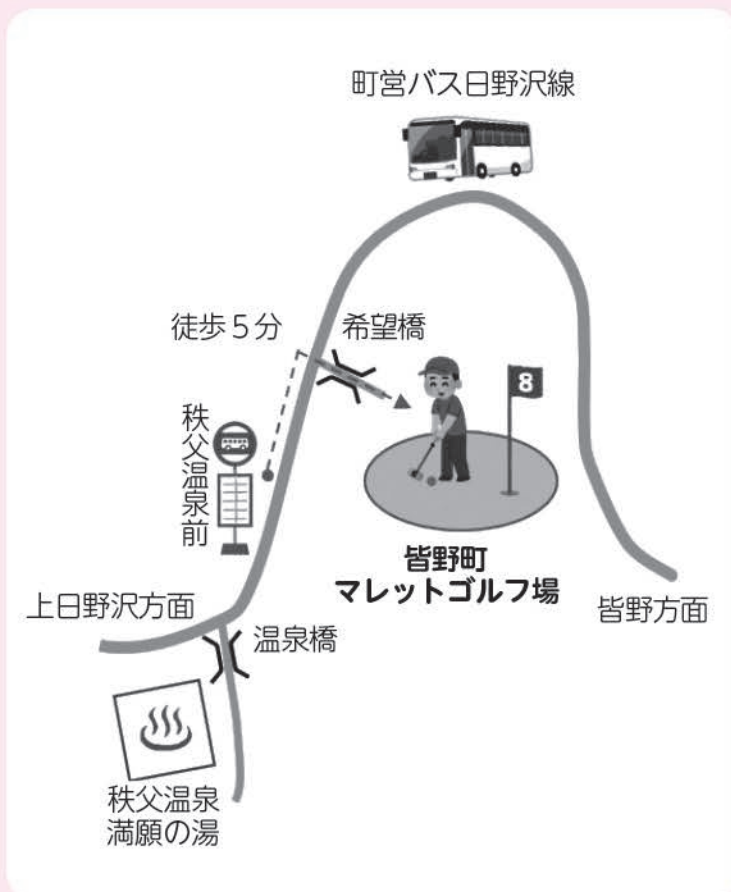 町営バス日野沢線
徒歩5分
希望橋
8
秩父温泉前
皆野町
マレットゴルフ場
上日野沢方面
皆野方面
温泉橋
秩父温泉
満願の湯